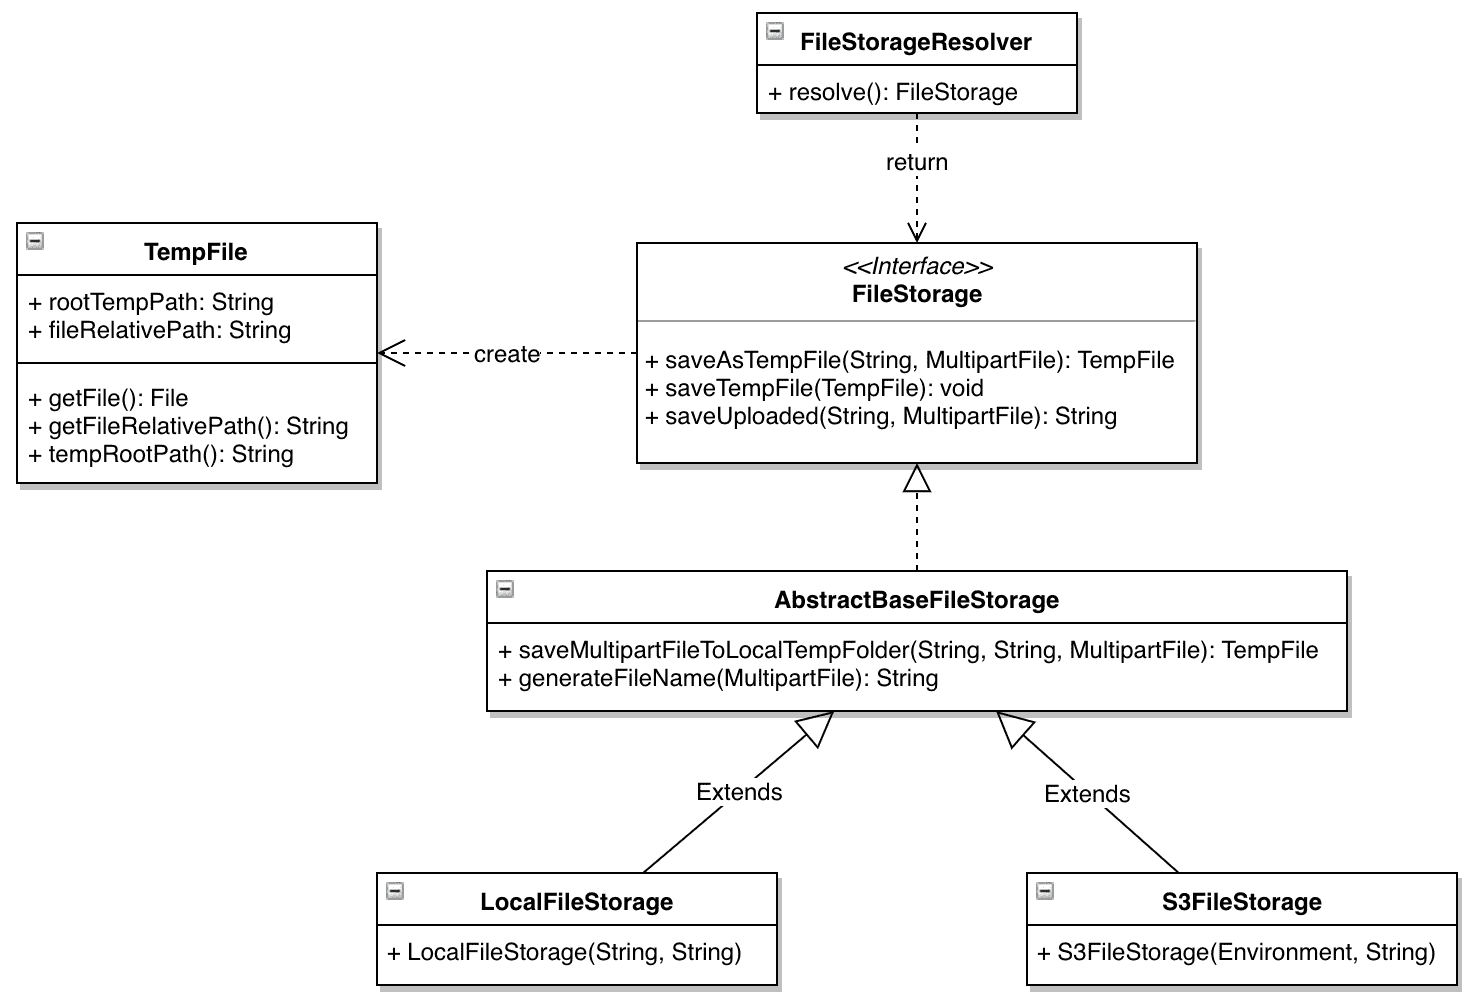 FileStorageResolver
+ resolve(): FileStorage
return
TempFile
+ rootTempPath: String
+ fileRelativePath: String
+ getFile(): File
+ getFileRelativePath(): String
+ tempRootPath(): String
create
<<Interface>>
FileStorage
+ saveAsTempFile(String, MultipartFile): TempFile
+ saveTempFile(TempFile): void
+ saveUploaded(String, MultipartFile): String
AbstractBaseFileStorage
+ saveMultipartFileToLocalTempFolder(String, String, MultipartFile): TempFile
+ generateFileName(MultipartFile): String
Extends
Extends
LocalFileStorage
+ LocalFileStorage(String, String)
S3FileStorage
+ S3FileStorage(Environment, String)